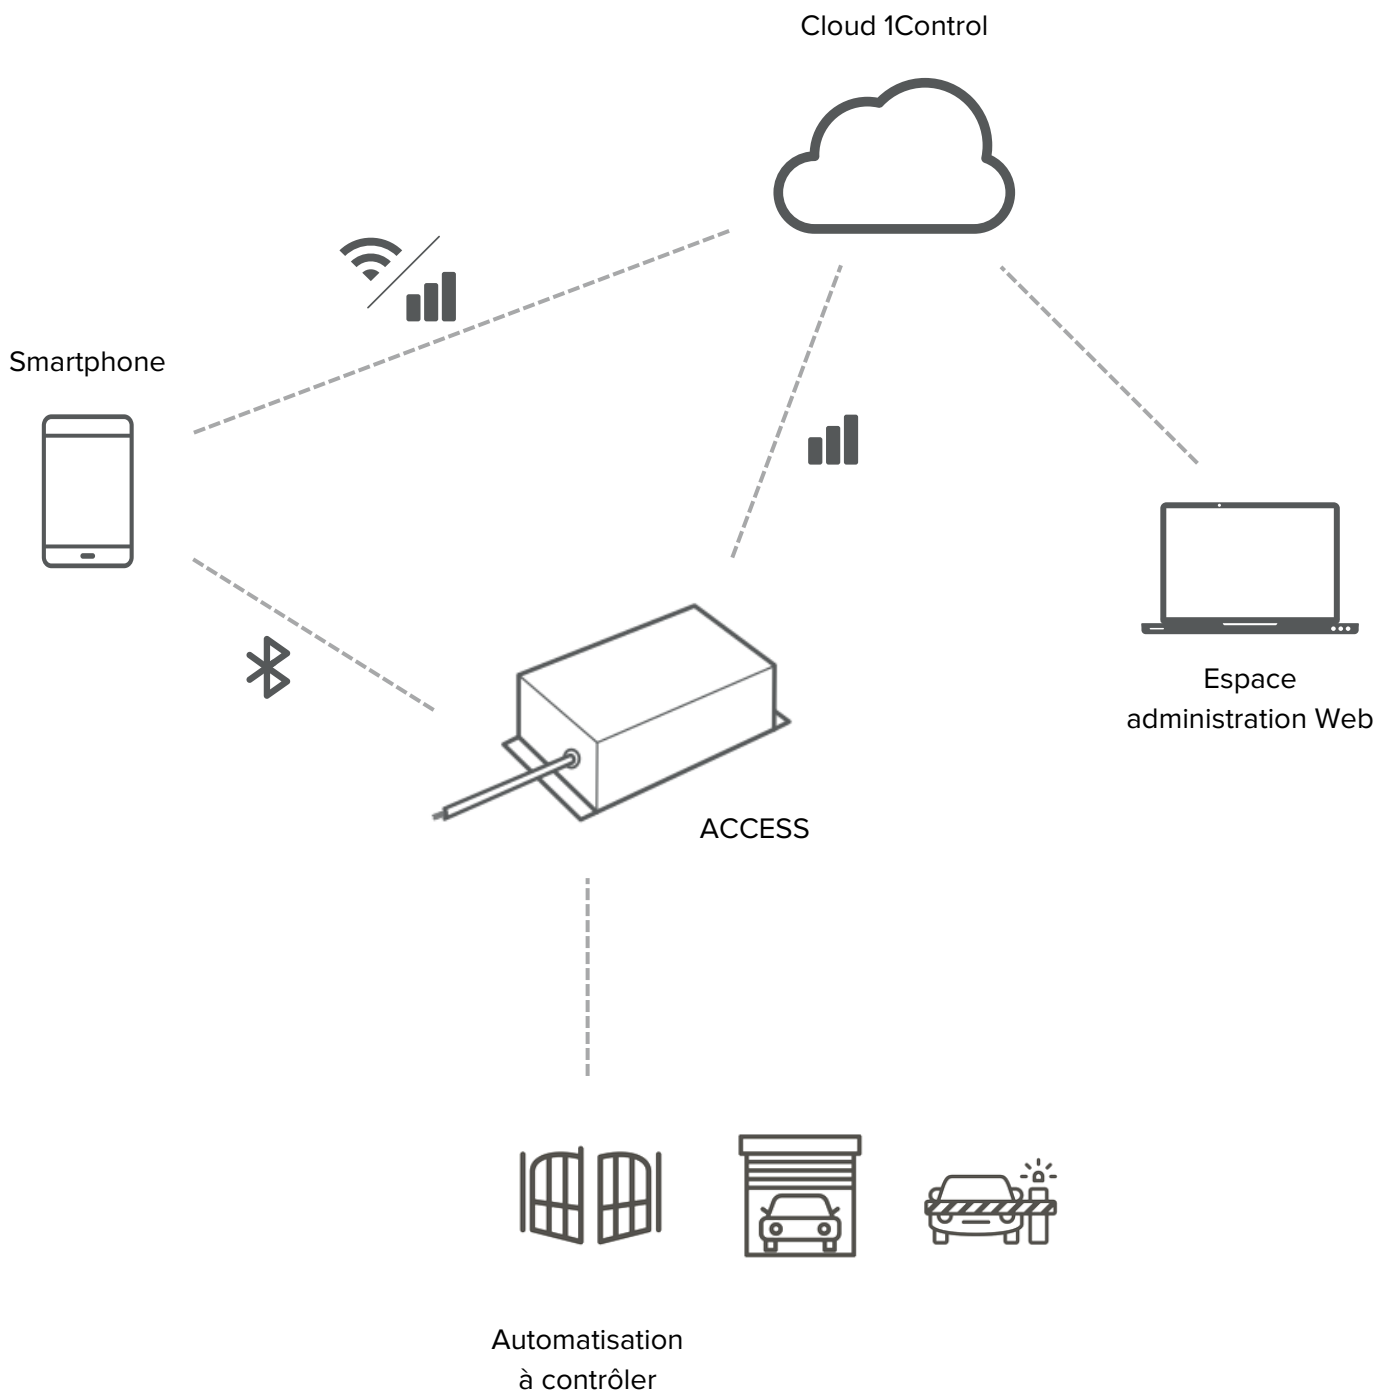 Cloud 1Control
Smartphone
Espace
administration Web
ACCESS
Automatisation
à contrôler